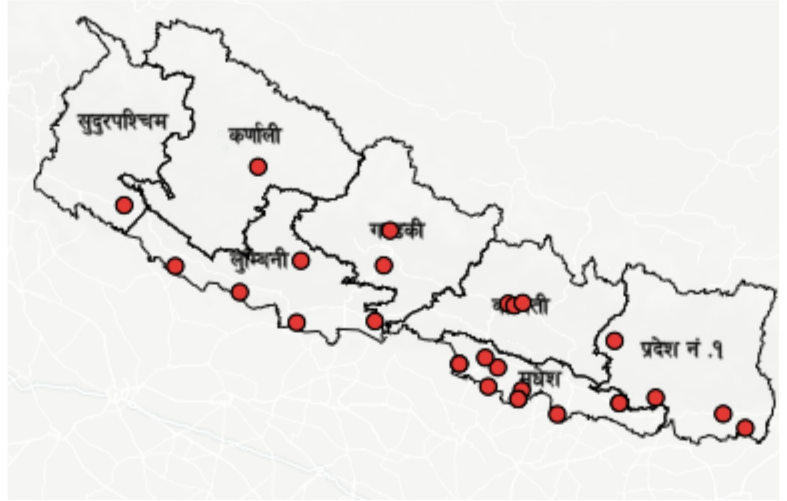 सुदुरपश्चिम
कर्णाली
लुम्बिनी
मधेश
प्रदेश नं .१